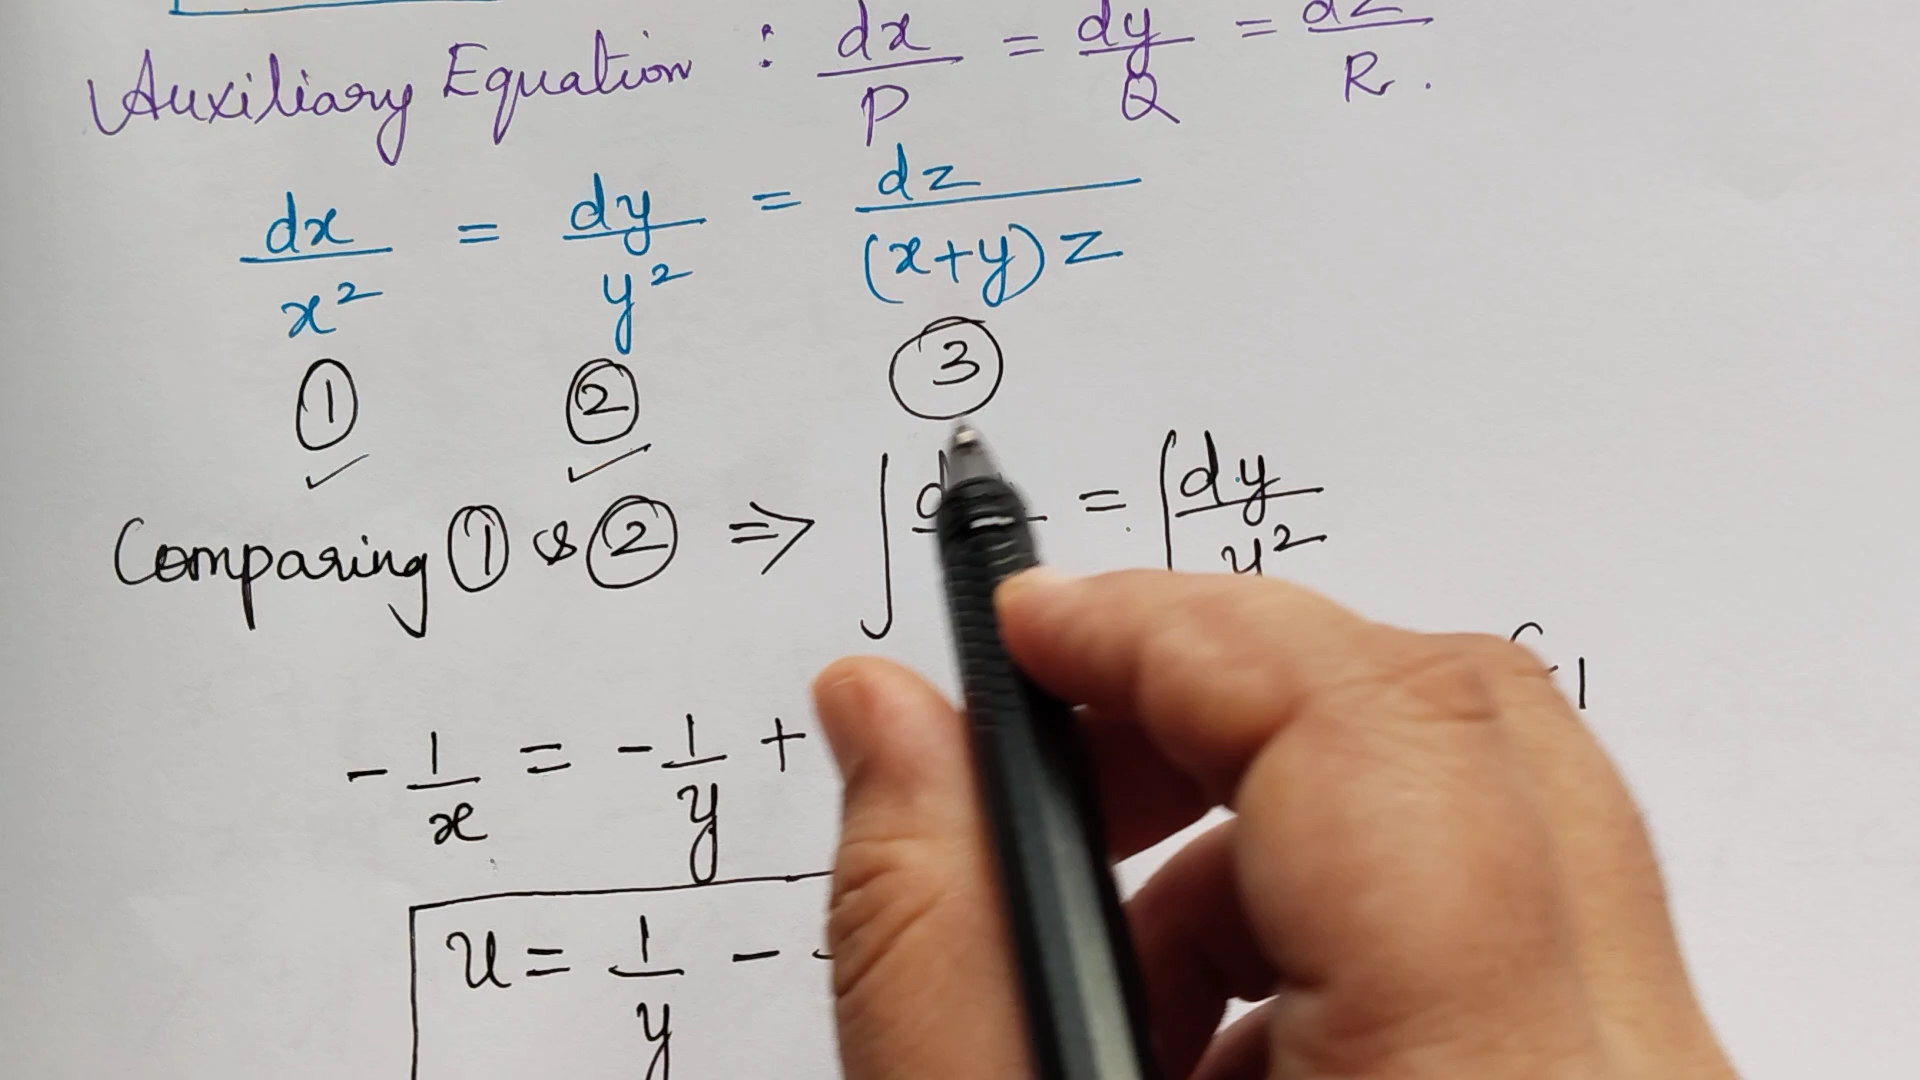 Auxiliary Equation : dx/P = dy/Q = dz/R.
dx/x² = dy/y² = dz/(x+y)z
① ② ③
Comparing ① & ② ⇒ ∫ d = ∫ dy/y²
-1/x = -1/y +
u = 1/y -